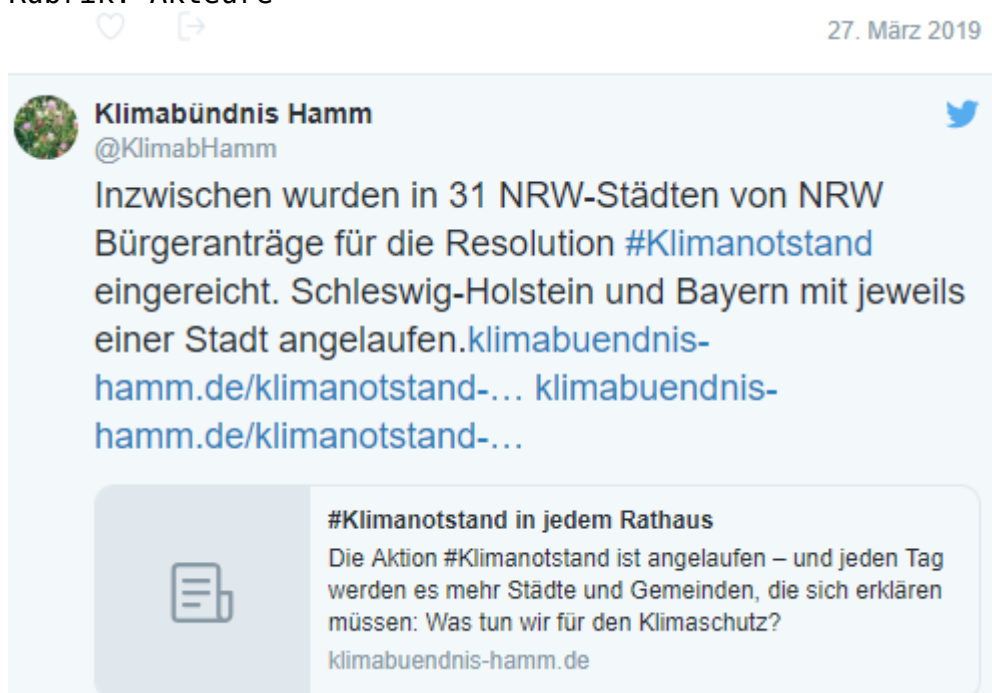 Rubrik: Akteure
27. März 2019
Klimabündnis Hamm
@KlimabHamm
Inzwischen wurden in 31 NRW-Städten von NRW
Bürgeranträge für die Resolution #Klimanotstand
eingereicht. Schleswig-Holstein und Bayern mit jeweils
einer Stadt angelaufen.klimabuendnis-
hamm.de/klimanotstand-… klimabuendnis-
hamm.de/klimanotstand-…
#Klimanotstand in jedem Rathaus
Die Aktion #Klimanotstand ist angelaufen – und jeden Tag
werden es mehr Städte und Gemeinden, die sich erklären
müssen: Was tun wir für den Klimaschutz?
klimabuendnis-hamm.de